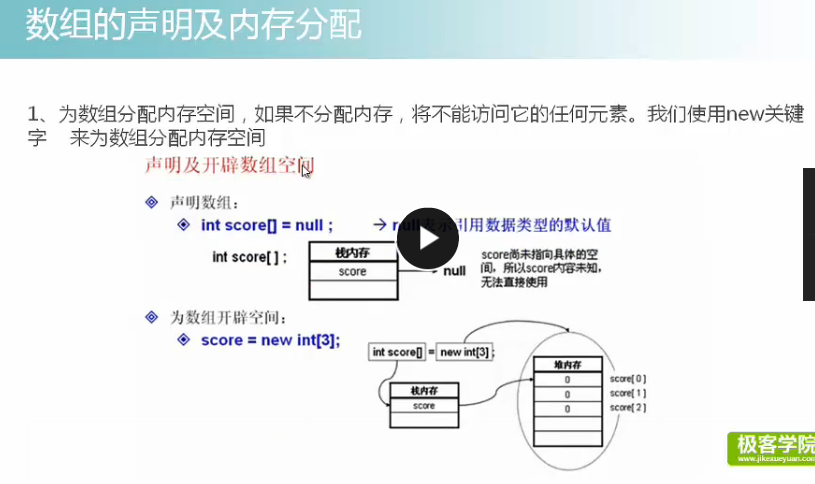 数组的声明及内存分配
1、为数组分配内存空间，如果不分配内存，将不能访问它的任何元素。我们使用new关键
字 来为数组分配内存空间
声明及开辟数组空间
声明数组：
int score[] = null ; → null表示引用数据类型的默认值
int score[ ] ;
栈内存
score
null
score尚未指向具体的空
间，所以score内容未知，
无法直接使用
为数组开辟空间：
score = new int[3];
int score[] = new int[3] ;
栈内存
score
堆内存
0 score[ 0 ]
0 score[ 1 ]
0 score[ 2 ]
极客学院
www.jikexueyuan.com